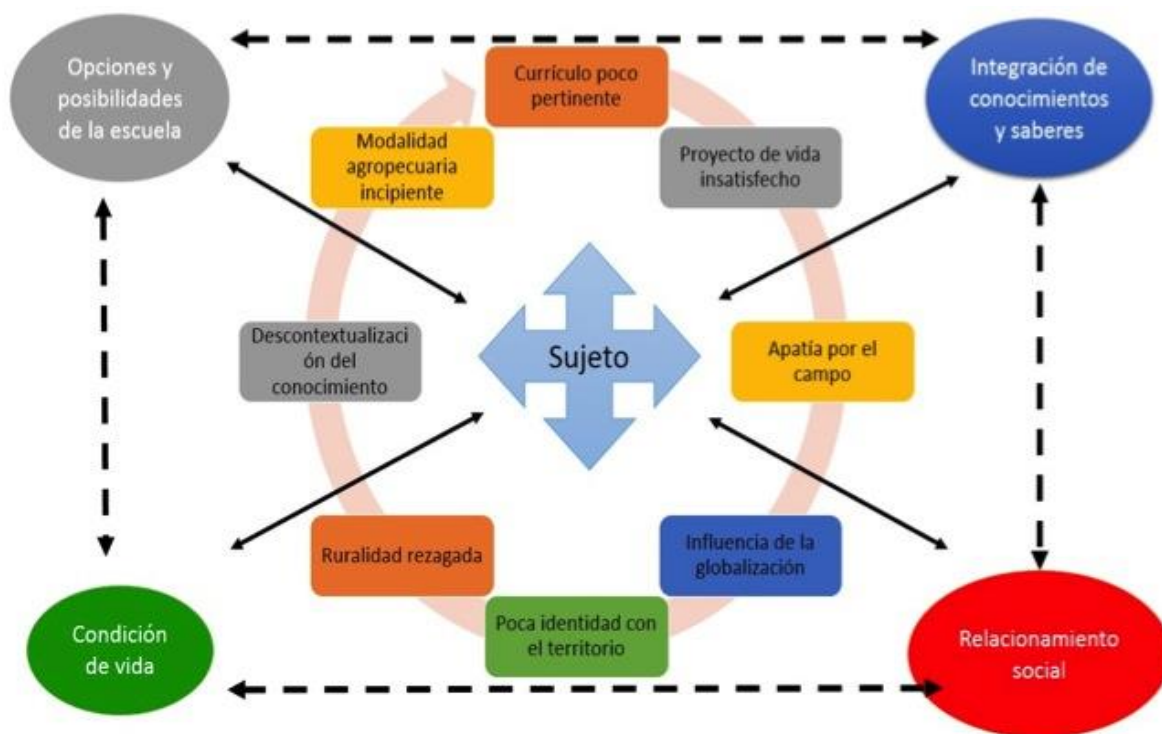 Opciones y
posibilidades
de la escuela
Currículo poco
pertinente
Integración de
conocimientos
y saberes
Modalidad
agropecuaria
incipiente
Proyecto de vida
insatisfecho
Descontextualizaci
ón del
conocimiento
Sujeto
Apatía por el
campo
Ruralidad rezagada
Influencia de la
globalización
Poca identidad con
el territorio
Condición
de vida
Relacionamiento
social